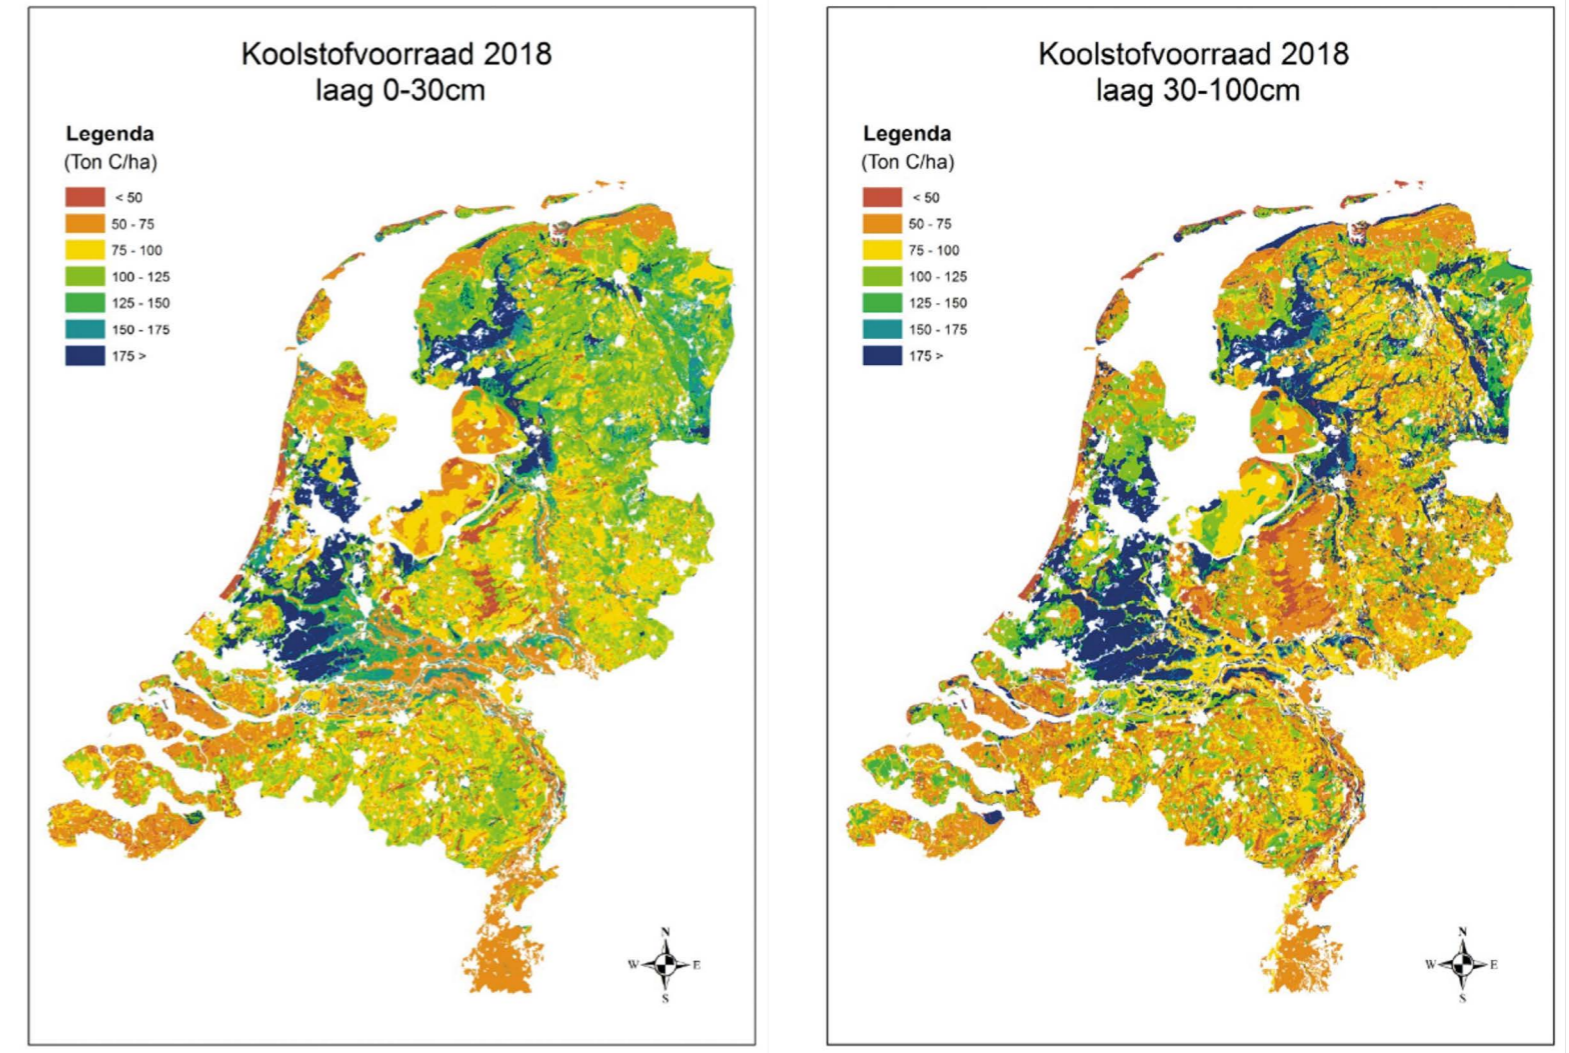 Koolstofvoorraad 2018
laag 0-30cm
Legenda
(Ton C/ha)
< 50
50 - 75
75 - 100
100 - 125
125 - 150
150 - 175
175 >
N
W E
S
Koolstofvoorraad 2018
laag 30-100cm
Legenda
(Ton C/ha)
< 50
50 - 75
75 - 100
100 - 125
125 - 150
150 - 175
175 >
N
W E
S